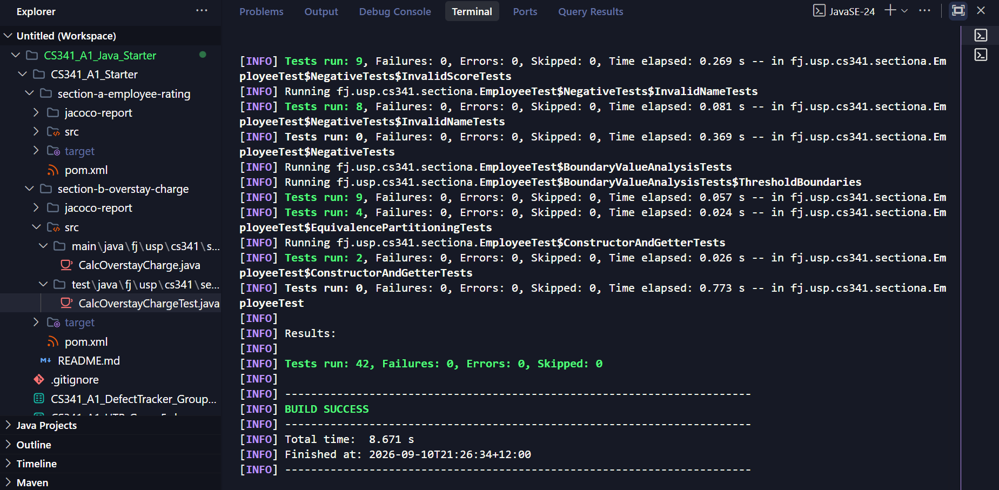 Explorer
Untitled (Workspace)
CS341_A1_Java_Starter
CS341_A1_Starter
section-a-employee-rating
jacoco-report
src
target
pom.xml
section-b-overstay-charge
jacoco-report
src
main\java\fj\usp\cs341\s...
CalcOverstayCharge.java
test\java\fj\usp\cs341\se...
CalcOverstayChargeTest.java
target
pom.xml
README.md
.gitignore
CS341_A1_DefectTracker_Group...
Java Projects
Outline
Timeline
Maven
Problems Output Debug Console Terminal Ports Query Results JavaSE-24
[INFO] Tests run: 9, Failures: 0, Errors: 0, Skipped: 0, Time elapsed: 0.269 s -- in fj.usp.cs341.sectiona.Em
ployeeTest$NegativeTests$InvalidScoreTests
[INFO] Running fj.usp.cs341.sectiona.EmployeeTest$NegativeTests$InvalidNameTests
[INFO] Tests run: 8, Failures: 0, Errors: 0, Skipped: 0, Time elapsed: 0.081 s -- in fj.usp.cs341.sectiona.Em
ployeeTest$NegativeTests$InvalidNameTests
[INFO] Tests run: 0, Failures: 0, Errors: 0, Skipped: 0, Time elapsed: 0.369 s -- in fj.usp.cs341.sectiona.Em
ployeeTest$NegativeTests
[INFO] Running fj.usp.cs341.sectiona.EmployeeTest$BoundaryValueAnalysisTests
[INFO] Running fj.usp.cs341.sectiona.EmployeeTest$BoundaryValueAnalysisTests$ThresholdBoundaries
[INFO] Tests run: 9, Failures: 0, Errors: 0, Skipped: 0, Time elapsed: 0.057 s -- in fj.usp.cs341.sectiona.Em
[INFO] Tests run: 4, Failures: 0, Errors: 0, Skipped: 0, Time elapsed: 0.024 s -- in fj.usp.cs341.sectiona.Em
ployeeTest$EquivalencePartitioningTests
[INFO] Running fj.usp.cs341.sectiona.EmployeeTest$ConstructorAndGetterTests
[INFO] Tests run: 2, Failures: 0, Errors: 0, Skipped: 0, Time elapsed: 0.026 s -- in fj.usp.cs341.sectiona.Em
ployeeTest$ConstructorAndGetterTests
[INFO] Tests run: 0, Failures: 0, Errors: 0, Skipped: 0, Time elapsed: 0.773 s -- in fj.usp.cs341.sectiona.Em
ployeeTest
[INFO]
[INFO] Results:
[INFO]
[INFO] Tests run: 42, Failures: 0, Errors: 0, Skipped: 0
[INFO]
[INFO] ------------------------------------------------------------------------
[INFO] BUILD SUCCESS
[INFO] ------------------------------------------------------------------------
[INFO] Total time:  8.671 s
[INFO] Finished at: 2026-09-10T21:26:34+12:00
[INFO] ------------------------------------------------------------------------